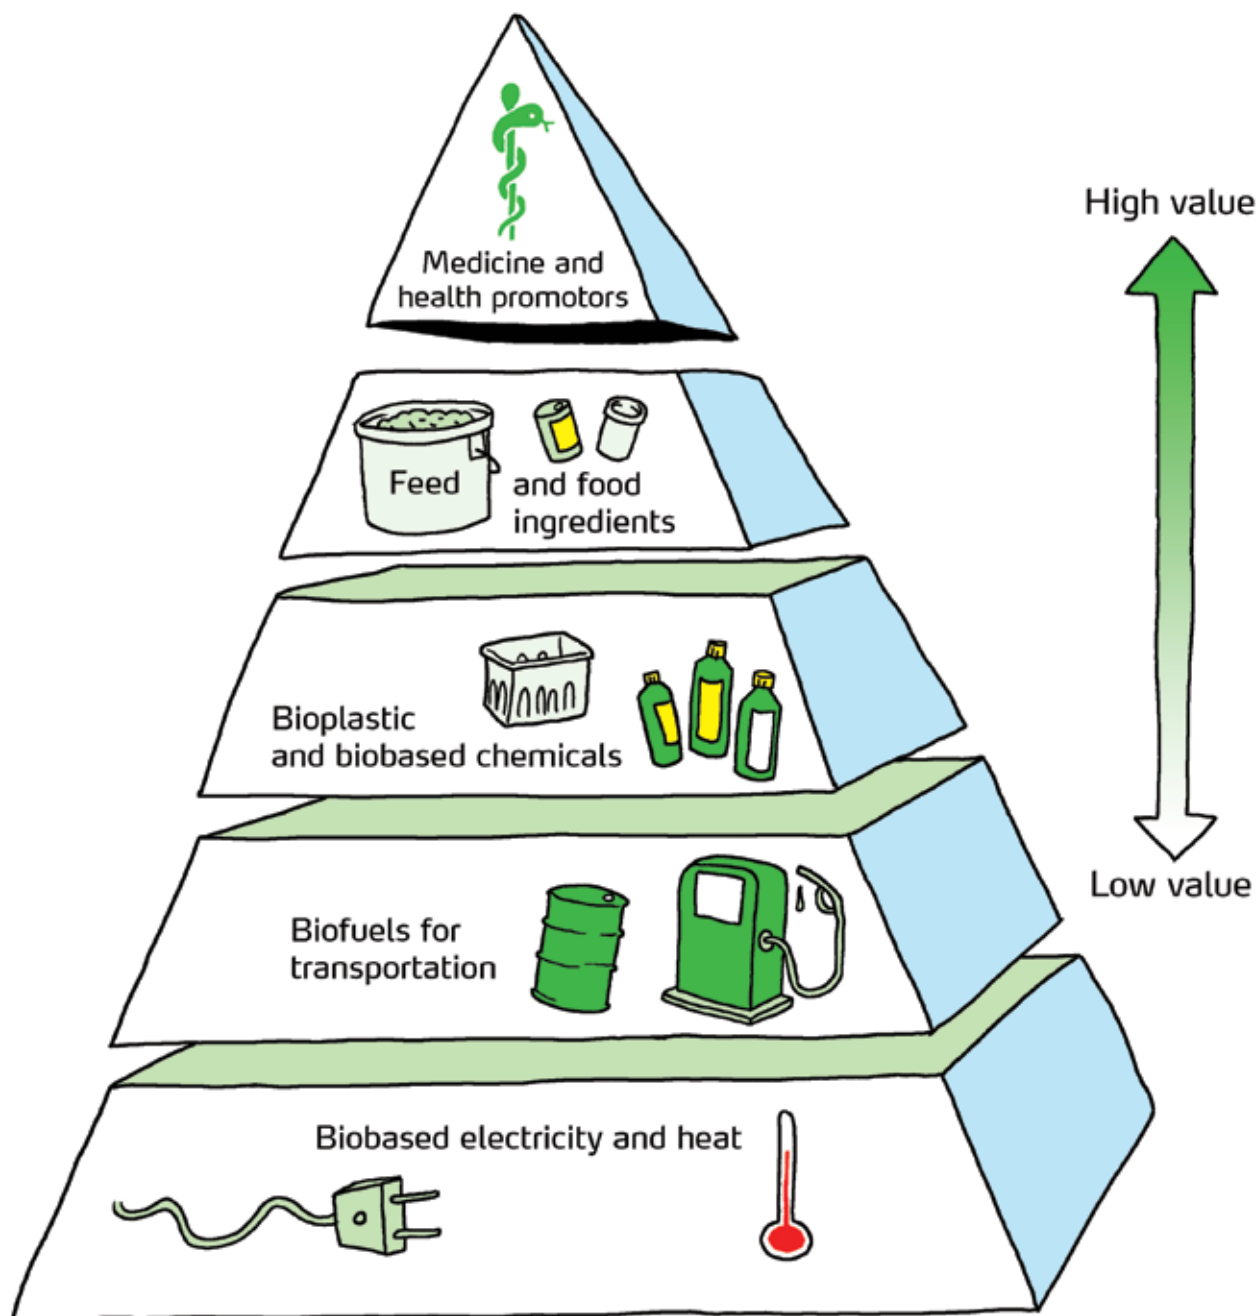 High value
Medicine and
health promotors
Feed and food
ingredients
Bioplastic
and biobased chemicals
Low value
Biofuels for
transportation
Biobased electricity and heat